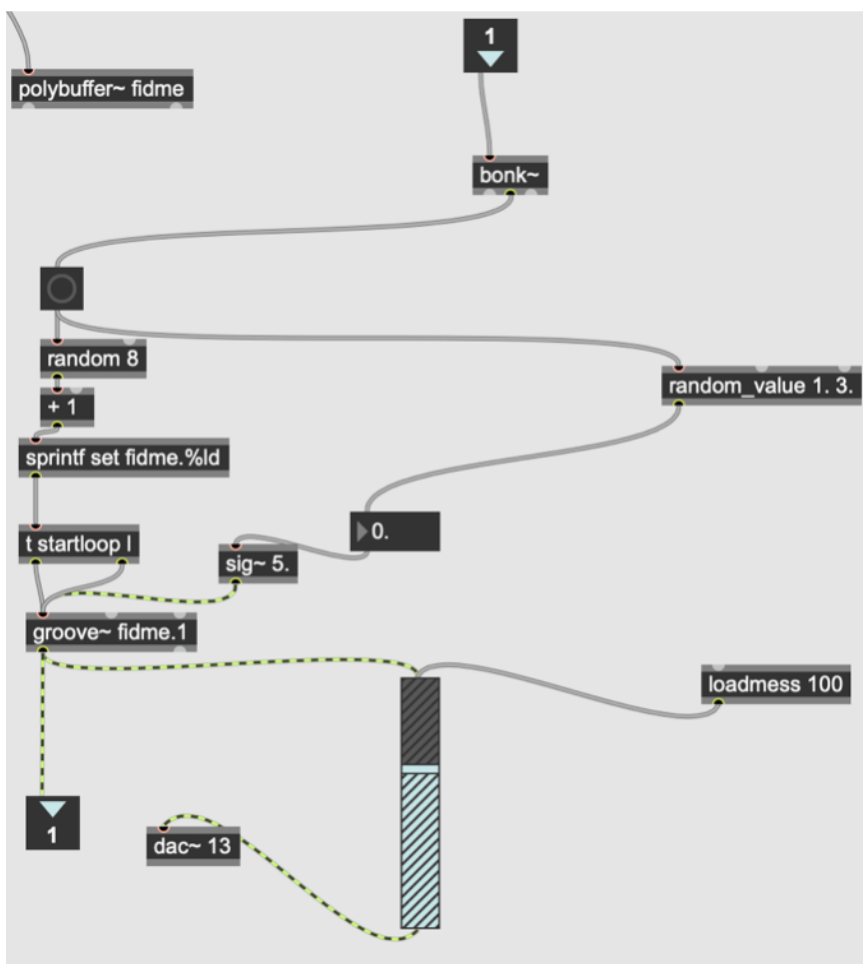 1
polybuffer~ fidme
bonk~
random 8
random_value 1. 3.
+ 1
sprintf set fidme.%ld
0.
t startloop l
sig~ 5.
groove~ fidme.1
loadmess 100
1
dac~ 13